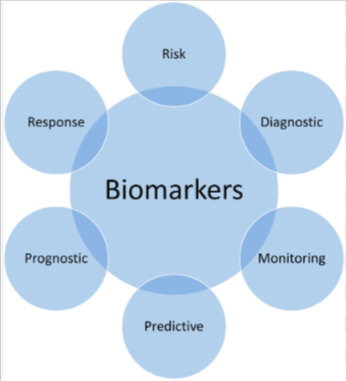 Risk
Response
Diagnostic
Biomarkers
Prognostic
Monitoring
Predictive